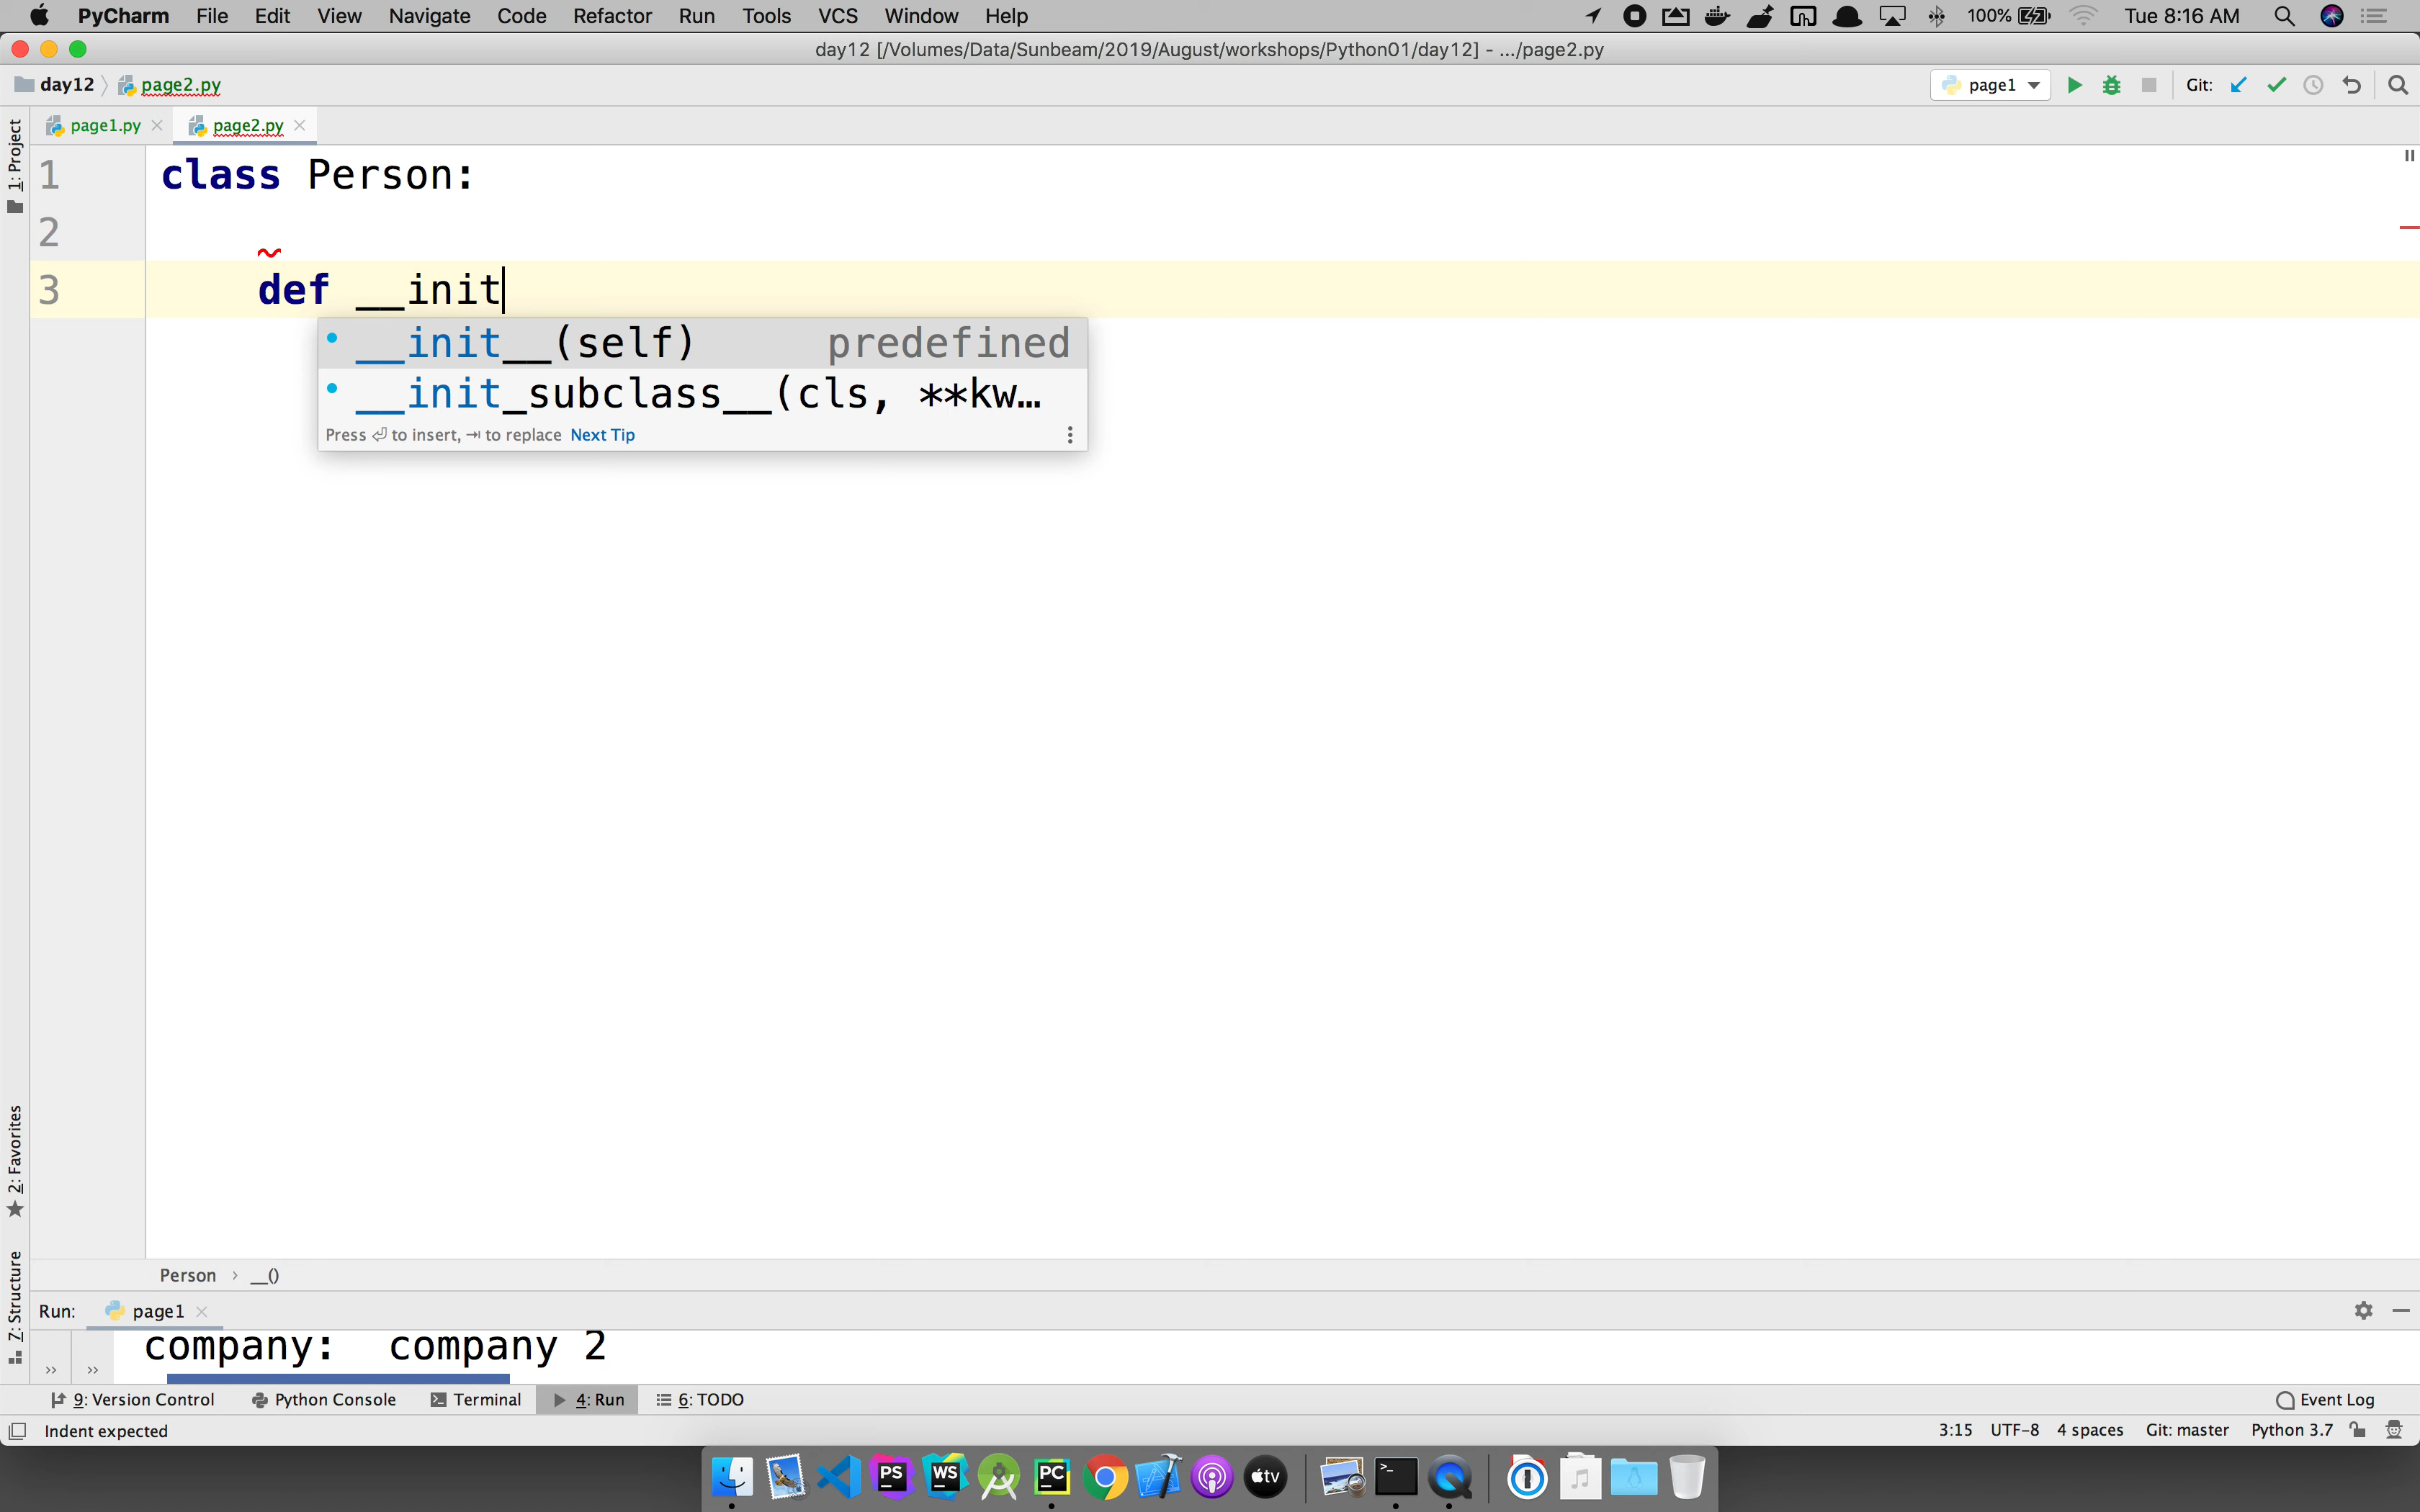 PyCharm File Edit View Navigate Code Refactor Run Tools VCS Window Help 100% Tue 8:16 AM
day12 [/Volumes/Data/Sunbeam/2019/August/workshops/Python01/day12] - .../page2.py
day12 page2.py page1 Git:
page1.py page2.py
1: Project
1 class Person:
2
3 def __init
__init__(self) predefined
__init_subclass__(cls, **kw…
Press ⏎ to insert, ⇥ to replace Next Tip
2: Favorites
7: Structure
Person › __()
Run: page1
company: company 2
9: Version Control Python Console Terminal 4: Run 6: TODO Event Log
Indent expected 3:15 UTF-8 4 spaces Git: master Python 3.7
PS WS PC tv